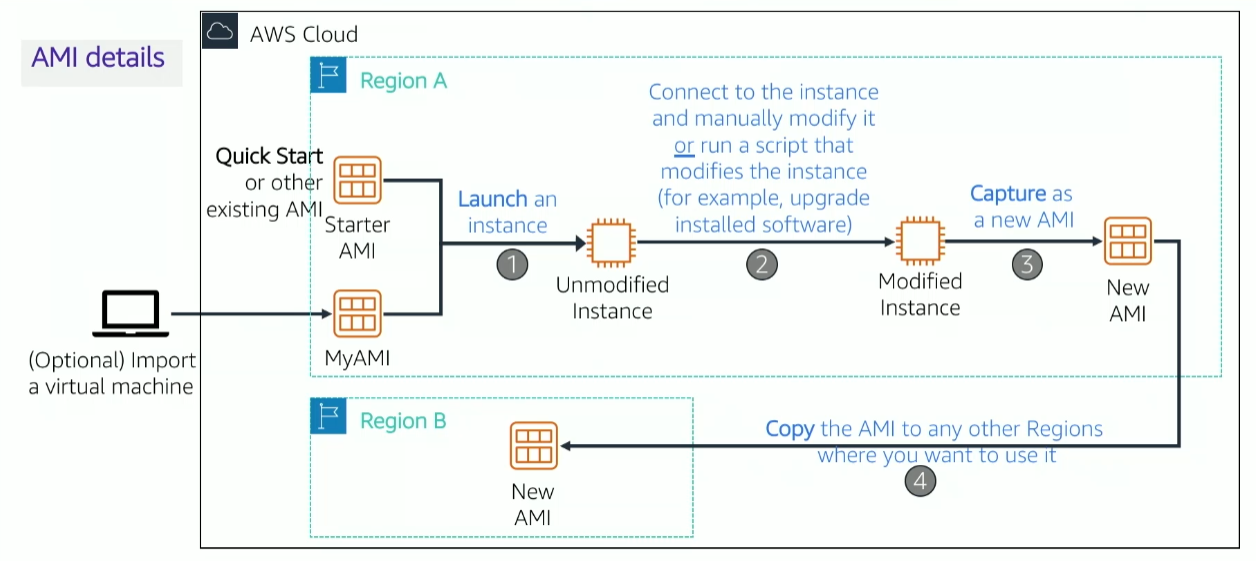 AMI details
AWS Cloud
Region A
Quick Start
or other
existing AMI
Starter
AMI
(Optional) Import
a virtual machine
MyAMI
Launch an
instance
1
Unmodified
Instance
Connect to the instance
and manually modify it
or run a script that
modifies the instance
(for example, upgrade
installed software)
2
Modified
Instance
Capture as
a new AMI
3
New
AMI
Region B
Copy the AMI to any other Regions
where you want to use it
4
New
AMI